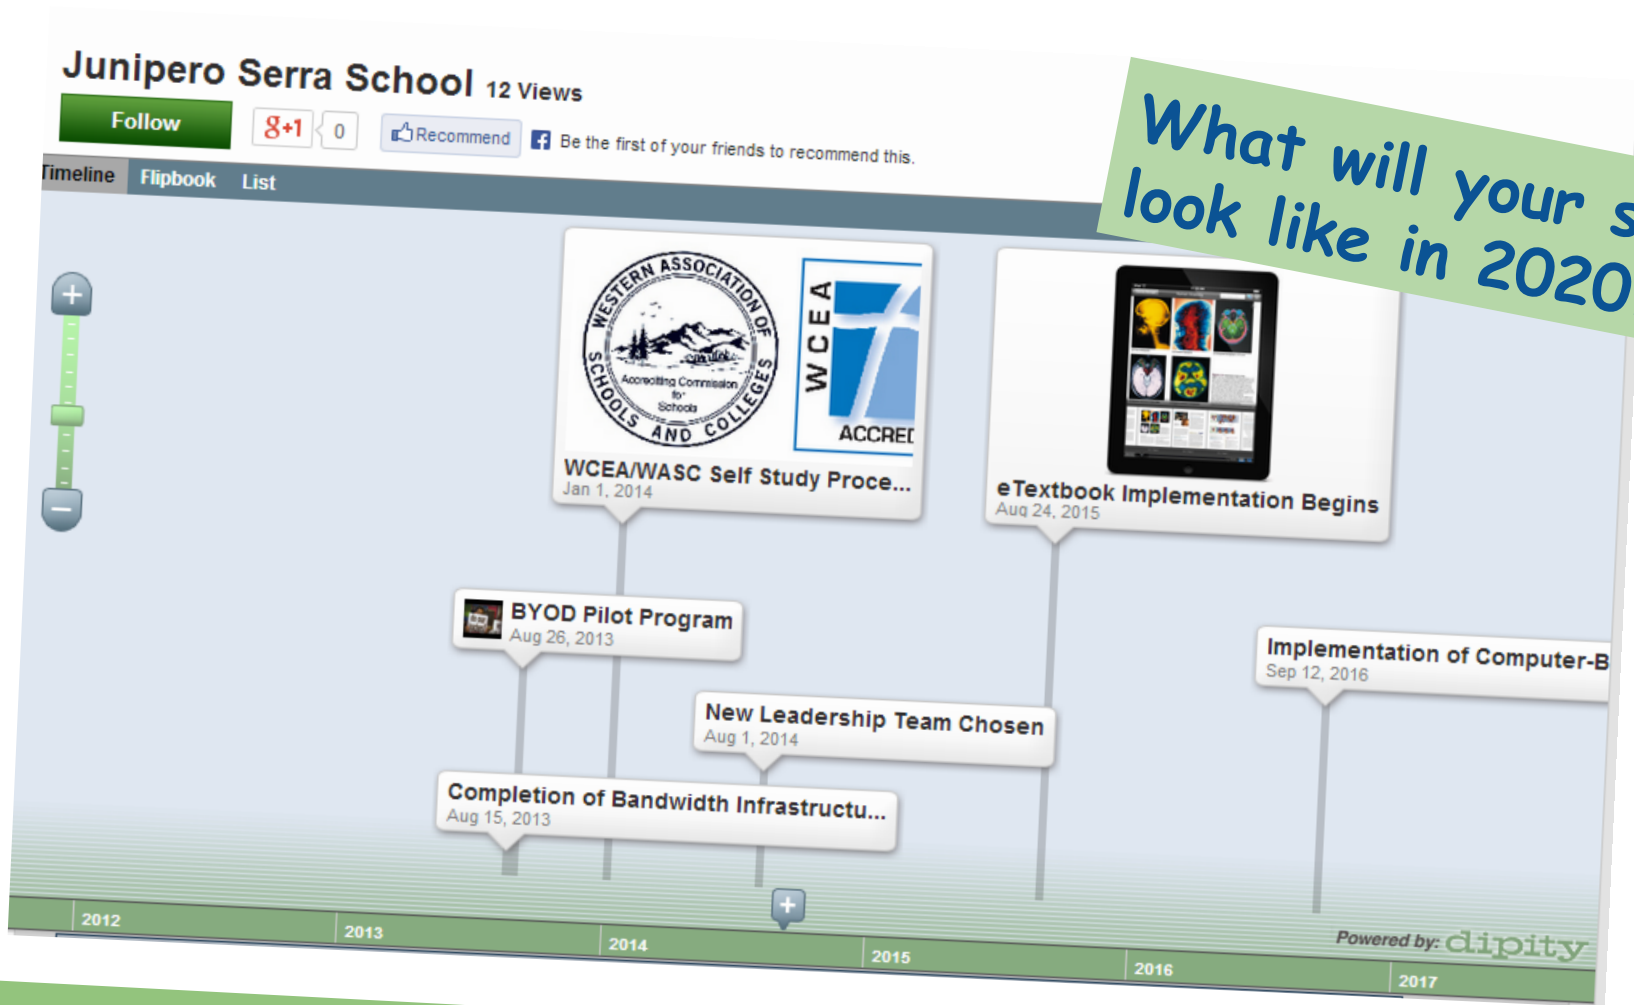 Junipero Serra School 12 Views
Follow
g+1 0
Recommend
Be the first of your friends to recommend this.
What will your s
look like in 2020
Timeline Flipbook List
WESTERN ASSOCIATION OF
SCHOOLS AND COLLEGES
Accrediting Commission
for
Schools
WCEA
ACCRED
WCEA/WASC Self Study Proce...
Jan 1, 2014
eTextbook Implementation Begins
Aug 24, 2015
BYOD Pilot Program
Aug 26, 2013
Implementation of Computer-B
Sep 12, 2016
New Leadership Team Chosen
Aug 1, 2014
Completion of Bandwidth Infrastructu...
Aug 15, 2013
Powered by: dipity
2012 2013 2014 2015 2016 2017